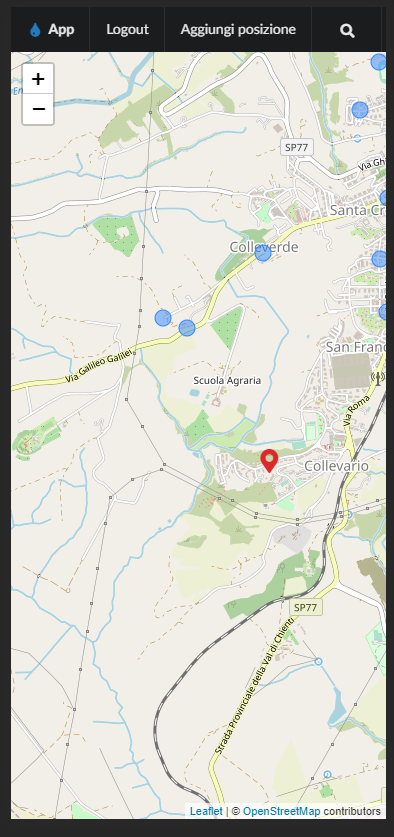 App
Logout
Aggiungi posizione
+
−
SP77
Via Gh
Santa Cr
Colleverde
San Franc
Via Galileo Galilei
Scuola Agraria
Via Roma
Collevario
SP77
Strada Provinciale della Val di Chienti
Leaflet | © OpenStreetMap contributors